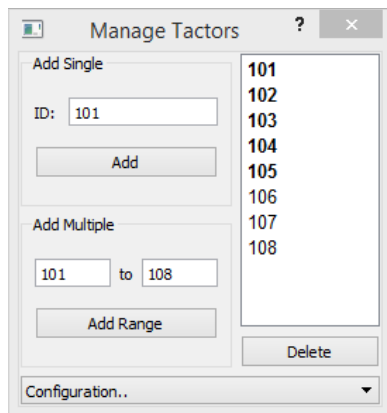 Manage Tactors ?
Add Single
ID: 101
Add
Add Multiple
101 to 108
Add Range
101
102
103
104
105
106
107
108
Delete
Configuration..